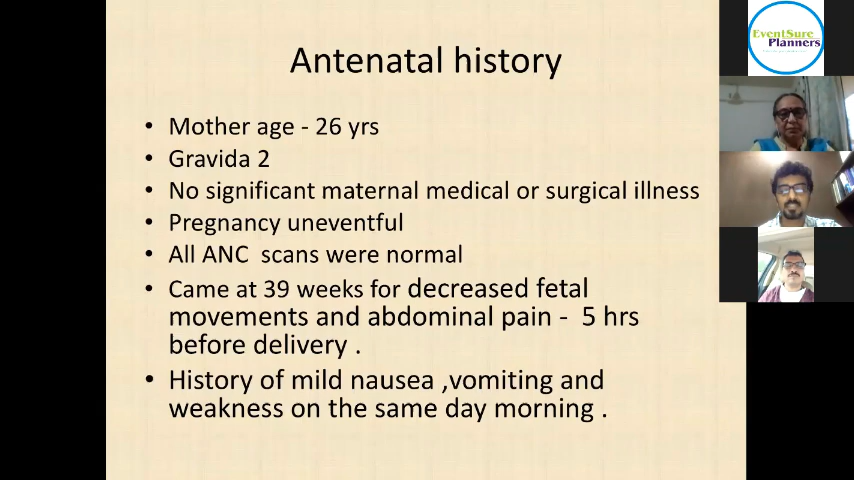 Antenatal history
• Mother age - 26 yrs
• Gravida 2
• No significant maternal medical or surgical illness
• Pregnancy uneventful
• All ANC scans were normal
• Came at 39 weeks for decreased fetal
movements and abdominal pain - 5 hrs
before delivery .
• History of mild nausea ,vomiting and
weakness on the same day morning .
EventSure
Planners